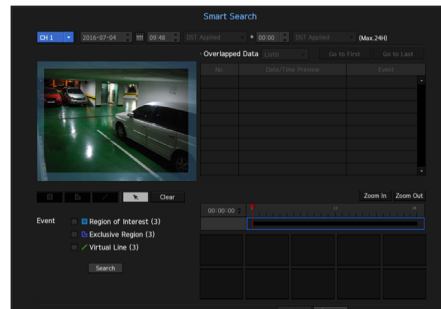 Smart Search
CH 1 2016-07-04 09:48 DST Applied + 00:00 DST Applied (Max.24H)
Overlapped Data List0 Go to First Go to Last
No. Date/Time Preview Event
Clear
Zoom In Zoom Out
00:00:00
Event Region of Interest (3)
Exclusive Region (3)
Virtual Line (3)
Search